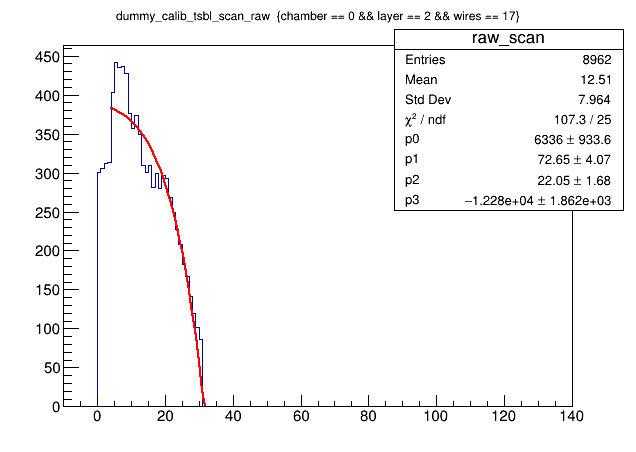 dummy_calib_tsbl_scan_raw {chamber == 0 && layer == 2 && wires == 17}
raw_scan
Entries 8962
Mean 12.51
Std Dev 7.964
χ² / ndf 107.3 / 25
p0 6336 ± 933.6
p1 72.65 ± 4.07
p2 22.05 ± 1.68
p3 −1.228e+04 ± 1.862e+03
450
400
350
300
250
200
150
100
50
0
0 20 40 60 80 100 120 140